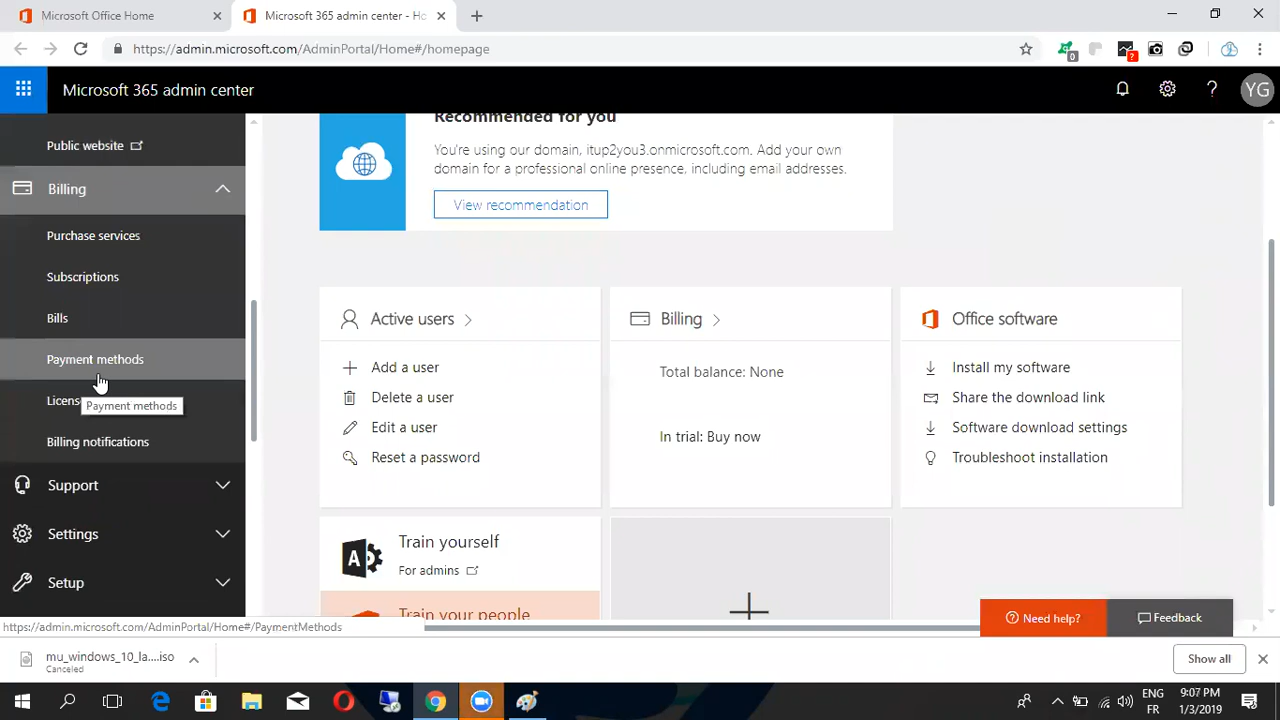 Microsoft Office Home
Microsoft 365 admin center - Ho
https://admin.microsoft.com/AdminPortal/Home#/homepage
0
?
Microsoft 365 admin center
?
YG
Public website
Billing
Purchase services
Subscriptions
Bills
Payment methods
Licens
Payment methods
Billing notifications
Support
Settings
Setup
Recommended for you
You're using our domain, itup2you3.onmicrosoft.com. Add your own
domain for a professional online presence, including email addresses.
View recommendation
Active users
Add a user
Delete a user
Edit a user
Reset a password
Billing
Total balance: None
In trial: Buy now
Office software
Install my software
Share the download link
Software download settings
Troubleshoot installation
A
Train yourself
For admins
Train your people
Need help?
Feedback
https://admin.microsoft.com/AdminPortal/Home#/PaymentMethods
mu_windows_10_la....iso
Canceled
Show all
ENG
FR
9:07 PM
1/3/2019